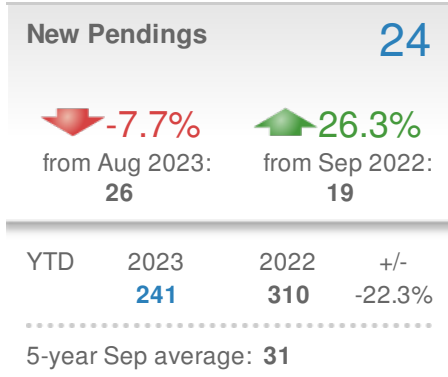 New Pendings 24
-7.7% 26.3%
from Aug 2023: from Sep 2022:
26 19
YTD 2023 2022 +/-
241 310 -22.3%
5-year Sep average: 31